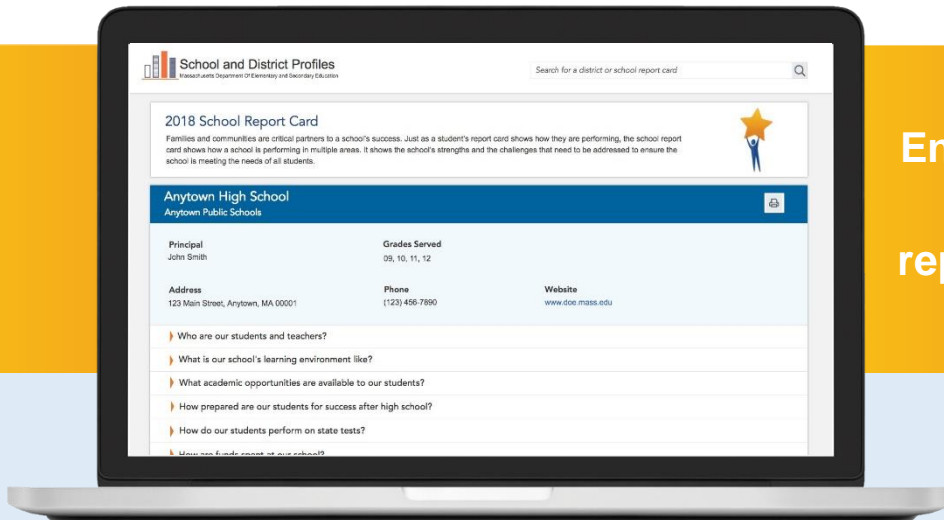 School and District Profiles
Massachusetts Department Of Elementary and Secondary Education
Search for a district or school report card
2018 School Report Card
Families and communities are critical partners to a school's success. Just as a student's report card shows how they are performing, the school report
card shows how a school is performing in multiple areas. It shows the school's strengths and the challenges that need to be addressed to ensure the
school is meeting the needs of all students.
Anytown High School
Anytown Public Schools
Principal
John Smith
Grades Served
09, 10, 11, 12
Address
123 Main Street, Anytown, MA 00001
Phone
(123) 456-7890
Website
www.doe.mass.edu
Who are our students and teachers?
What is our school's learning environment like?
What academic opportunities are available to our students?
How prepared are our students for success after high school?
How do our students perform on state tests?
How are funds spent at our school?